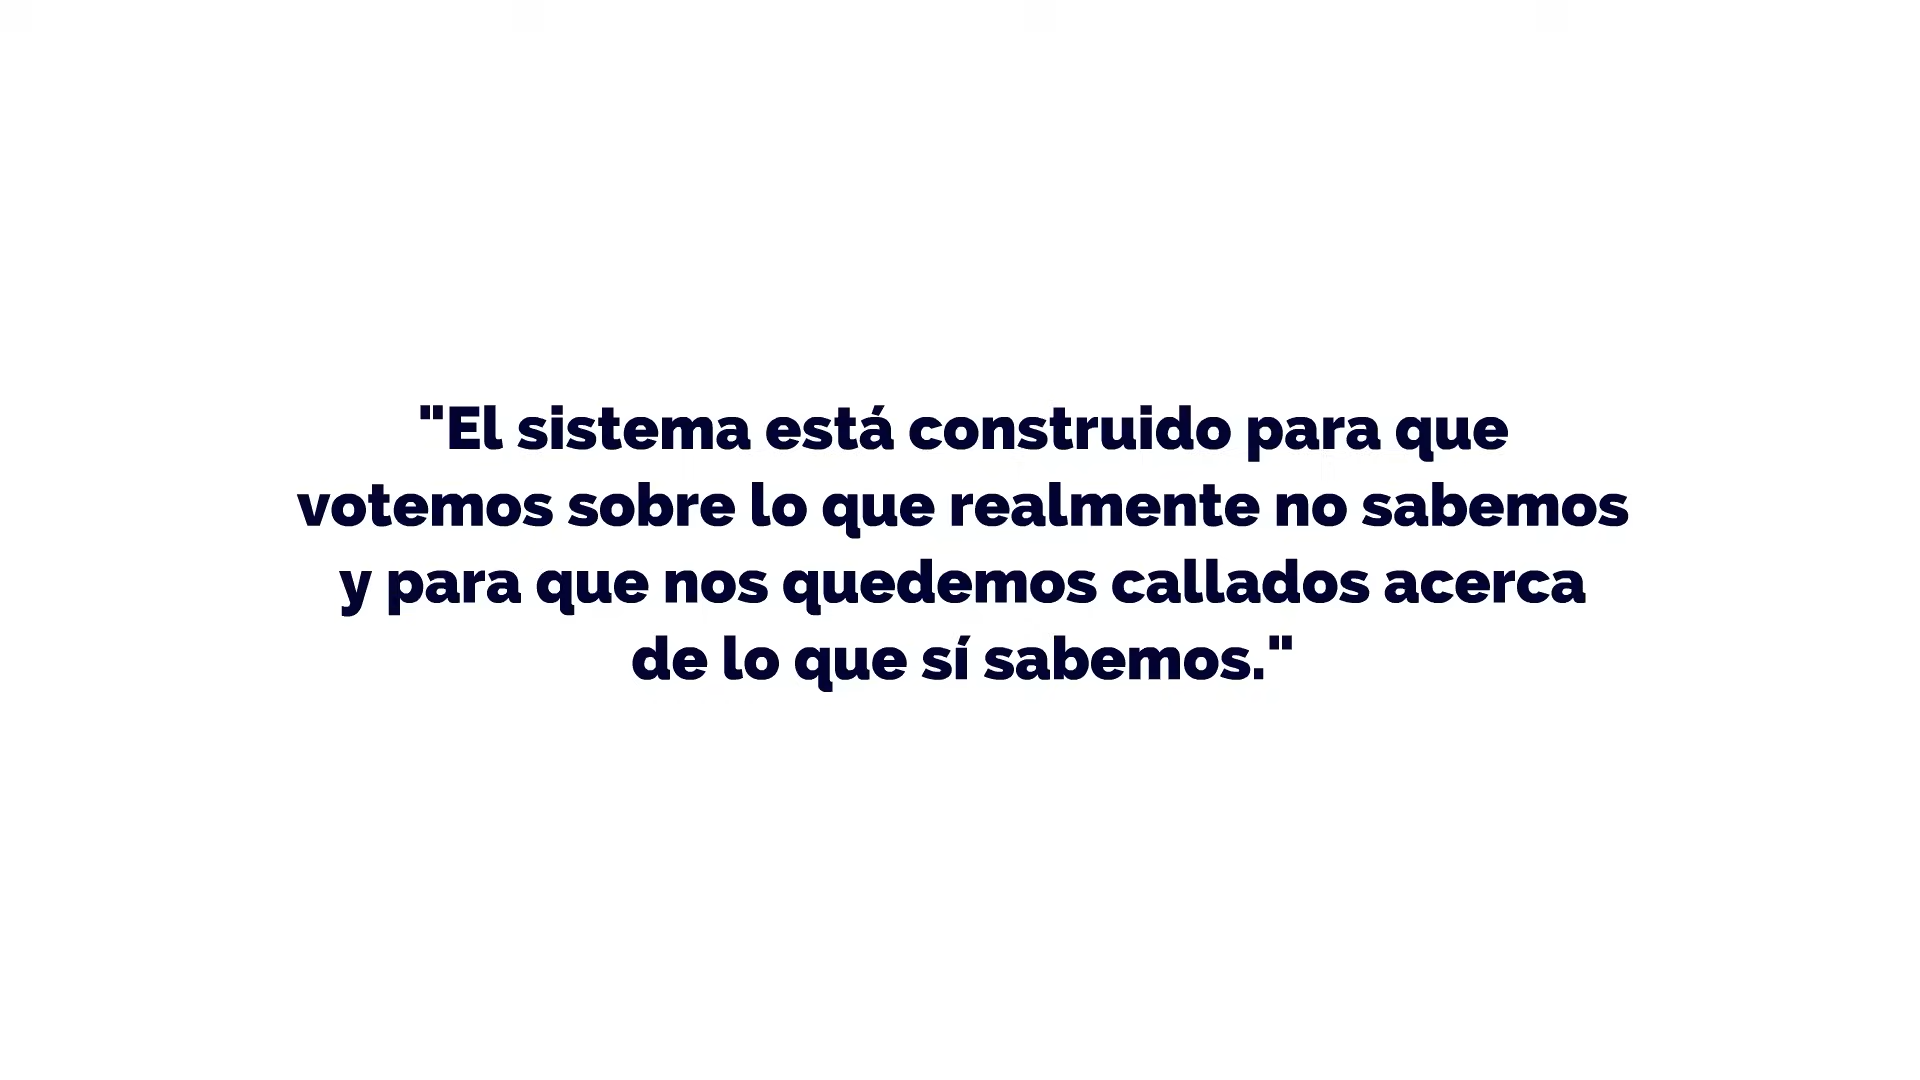 "El sistema está construido para que
votemos sobre lo que realmente no sabemos
y para que nos quedemos callados acerca
de lo que sí sabemos."